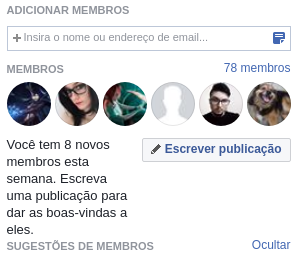 ADICIONAR MEMBROS
+ Insira o nome ou endereço de email...
MEMBROS 78 membros
Você tem 8 novos
membros esta
semana. Escreva
uma publicação para
dar as boas-vindas a
eles.
Escrever publicação
SUGESTÕES DE MEMBROS Ocultar